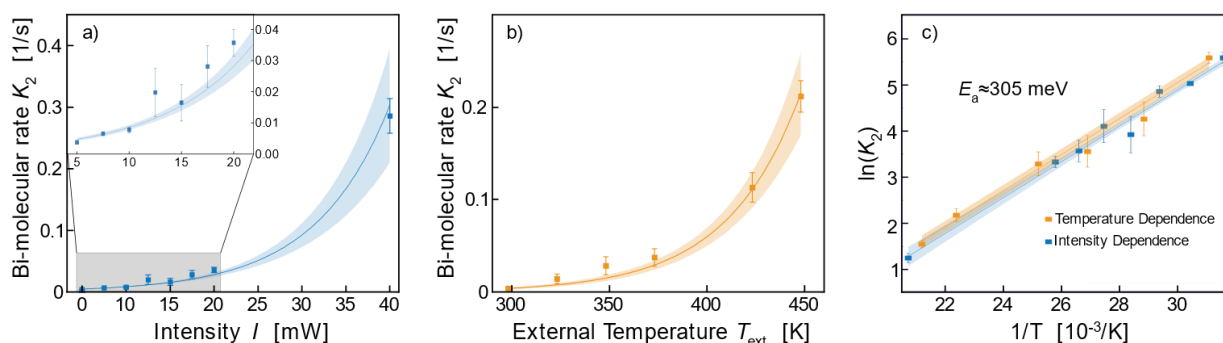 a)
Bi-molecular rate K₂ [1/s]
0.4
0.3
0.2
0.1
0
0.04
0.03
0.02
0.01
0.00
5 10 15 20
0 5 10 15 20 25 30 35 40
Intensity I [mW]
b)
Bi-molecular rate K₂ [1/s]
0.2
0.1
0
300 350 400 450
External Temperature T_ext. [K]
c)
ln(K₂)
6
5
4
3
2
1
Eₐ≈305 meV
Temperature Dependence
Intensity Dependence
22 24 26 28 30
1/T [10⁻³/K]